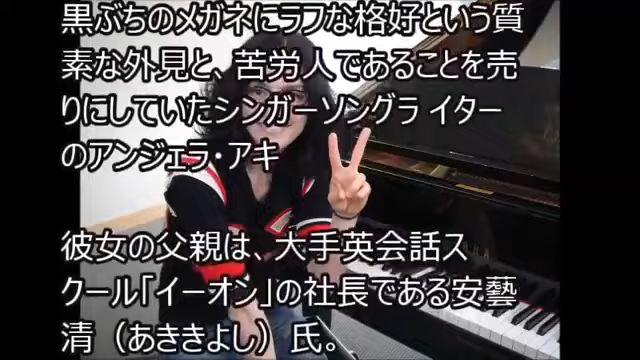 黒ぶちのメガネにラフな格好という質
素な外見と、苦労人であることを売
りにしていたシンガーソングラ イター
のアンジェラ・アキ
彼女の父親は、大手英会話ス
クール「イーオン」の社長である安藝
清（あききよし）氏。